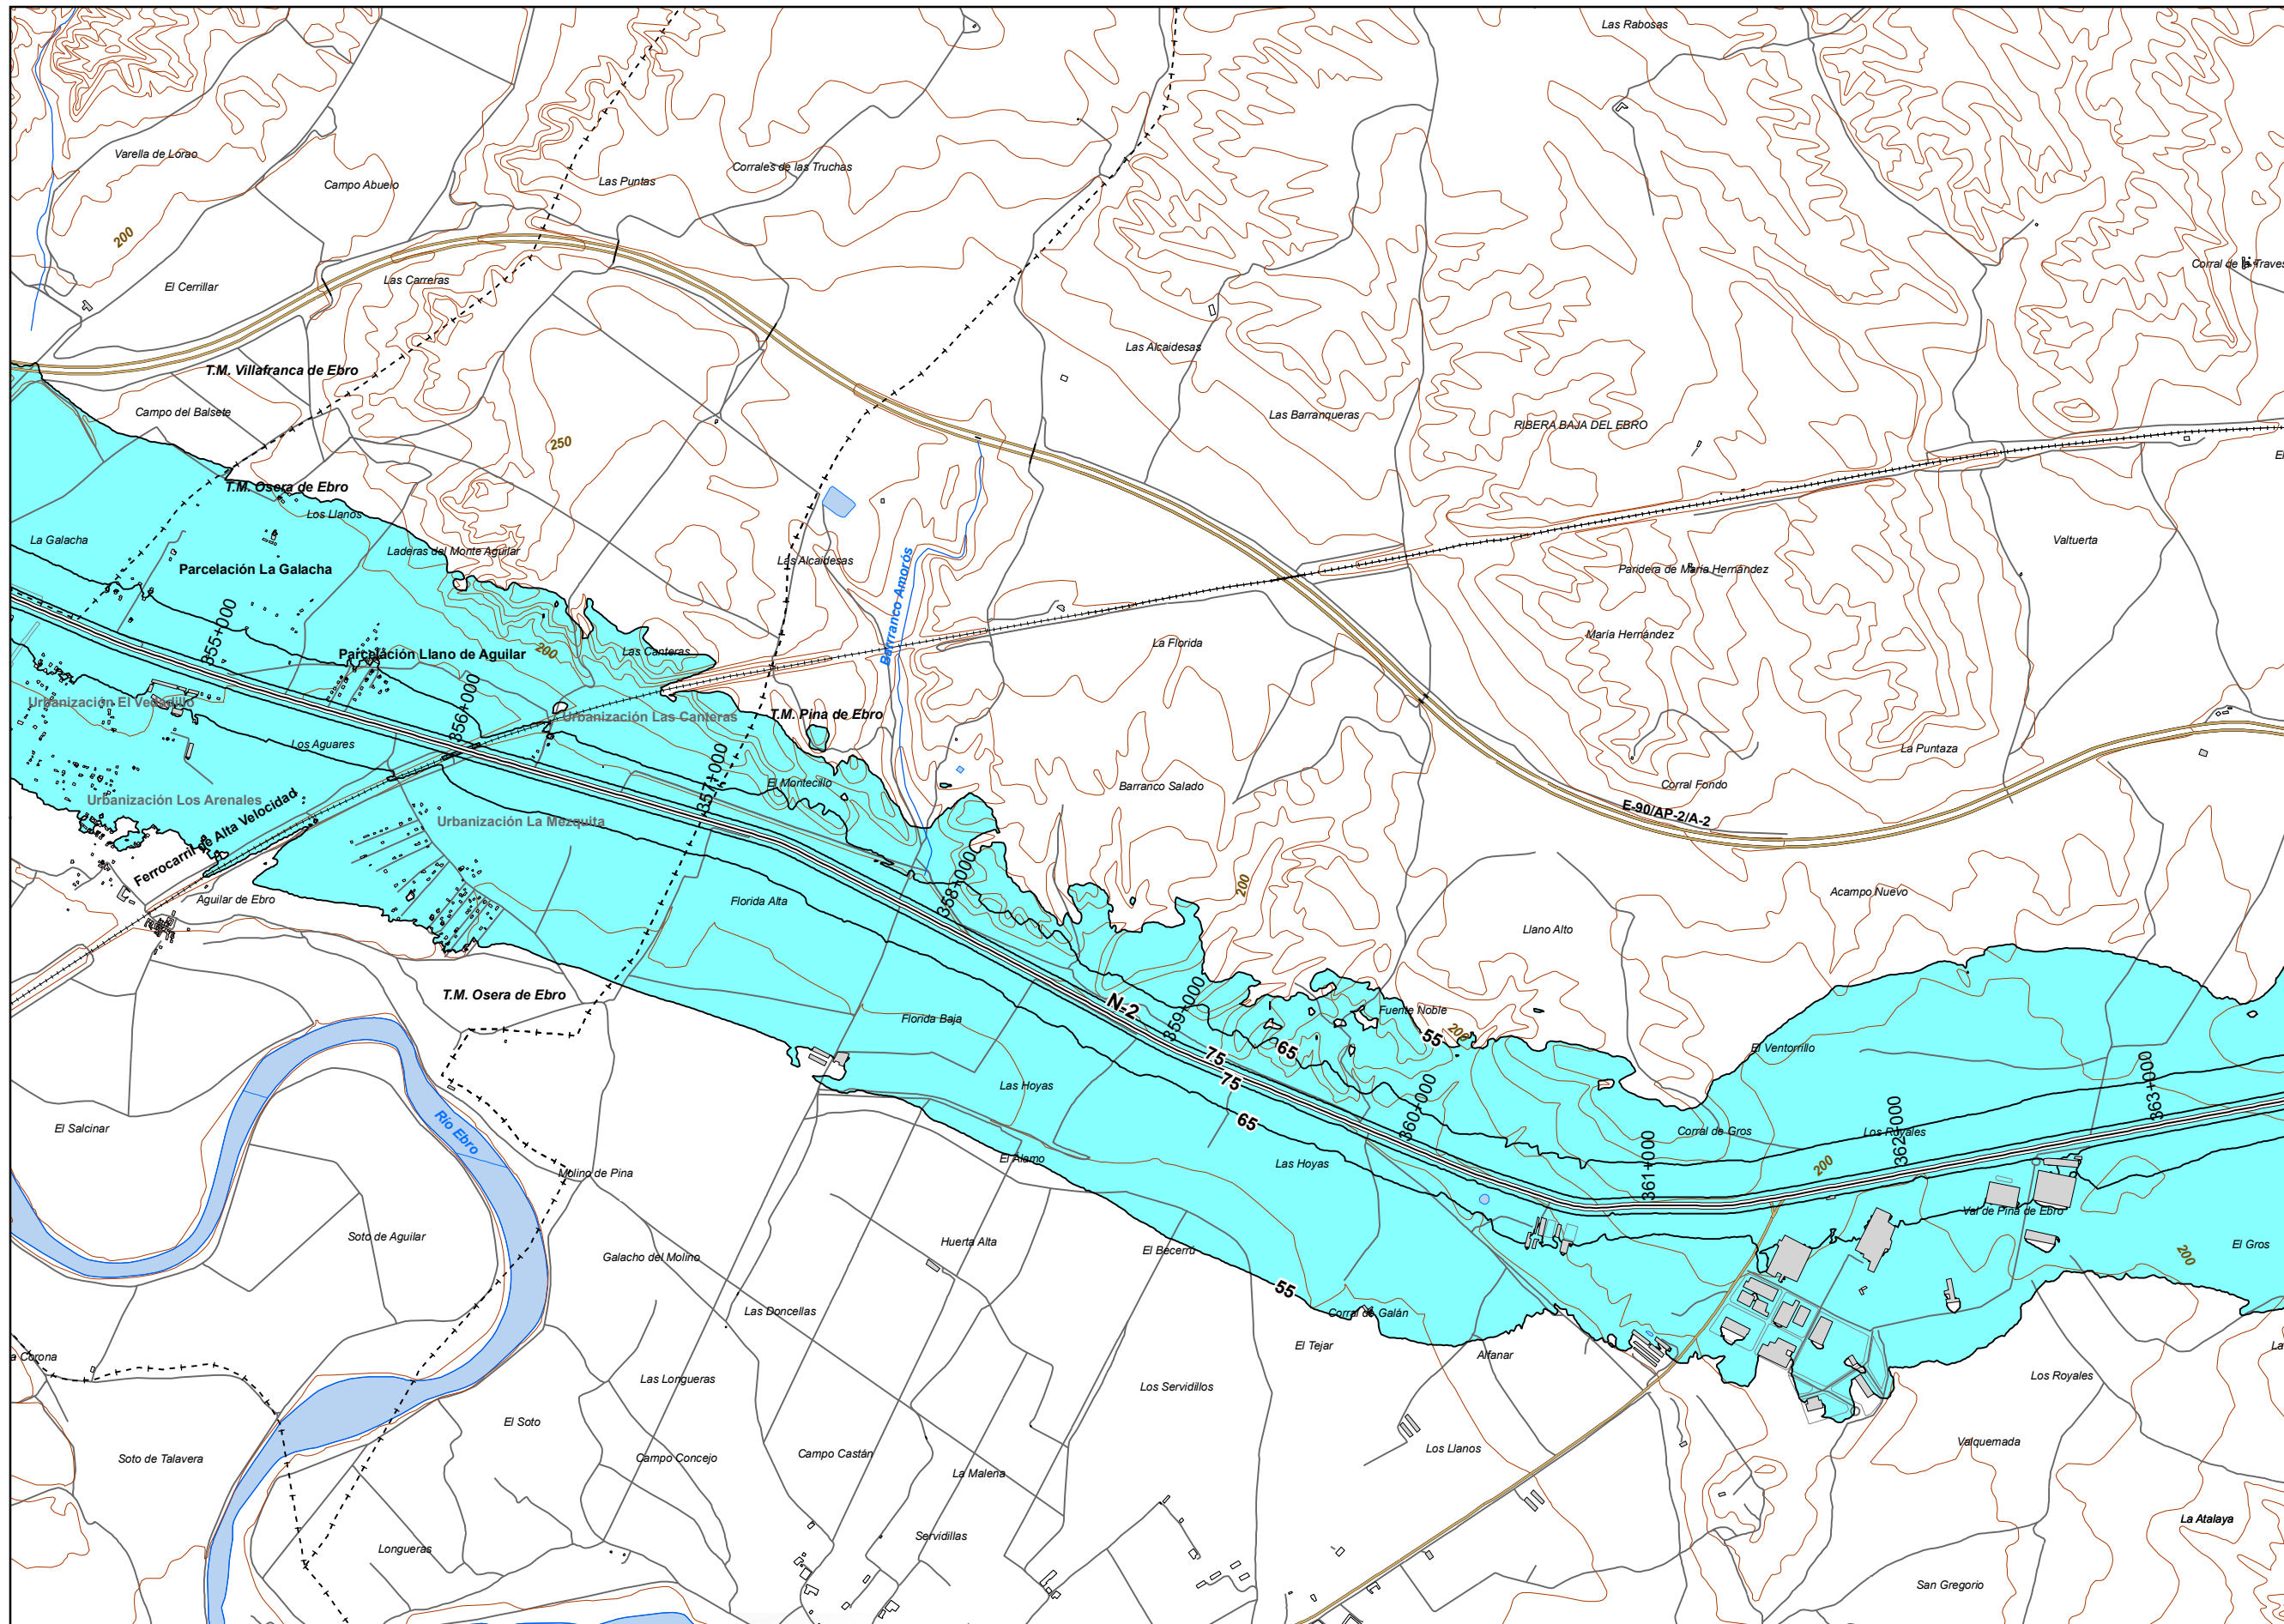 Las Rabosas
Varella de Lorao
Campo Abuelo
Las Puntas
Corrales de las Truchas
200
El Cerrillar
Las Carreras
Las Alcaidesas
T.M. Villafranca de Ebro
Campo del Balsete
Las Barranqueras
RIBERA BAJA DEL EBRO
250
T.M. Osera de Ebro
Los Llanos
La Galacha
Laderas del Monte Aguilar
Las Alcaidesas
Valtuerta
Parcelación La Galacha
Paridera de María Hernández
Barranco Amorós
355+000
María Hernández
Parcelación Llano de Aguilar
200
Las Canteras
La Florida
Urbanización El Vedadillo
356+000
Urbanización Las Canteras
T.M. Pina de Ebro
Los Aguares
La Puntaza
357+000
El Montecillo
Barranco Salado
Corral Fondo
Urbanización Los Arenales
E-90/AP-2/A-2
Urbanización La Mezquita
Ferrocarril de Alta Velocidad
358+000
200
Aguilar de Ebro
Florida Alta
Acampo Nuevo
Llano Alto
T.M. Osera de Ebro
N-2
Florida Baja
359+000
Fuente Noble
55
200
65
75
75
El Ventorrillo
Las Hoyas
360+000
363+000
65
Río Ebro
El Salcinar
361+000
Corral de Gros
362+000
Los Royales
El Álamo
Las Hoyas
200
Molino de Pina
Val de Pina de Ebro
Soto de Aguilar
Huerta Alta
El Becerru
El Gros
200
Galacho del Molino
55
Las Doncellas
Corral de Galán
El Tejar
Alfanar
a Corona
Las Longueras
Los Servidillos
Los Royales
El Soto
Soto de Talavera
Campo Concejo
Campo Castán
Los Llanos
Valquemada
La Malena
Servidillas
La Atalaya
Longueras
San Gregorio